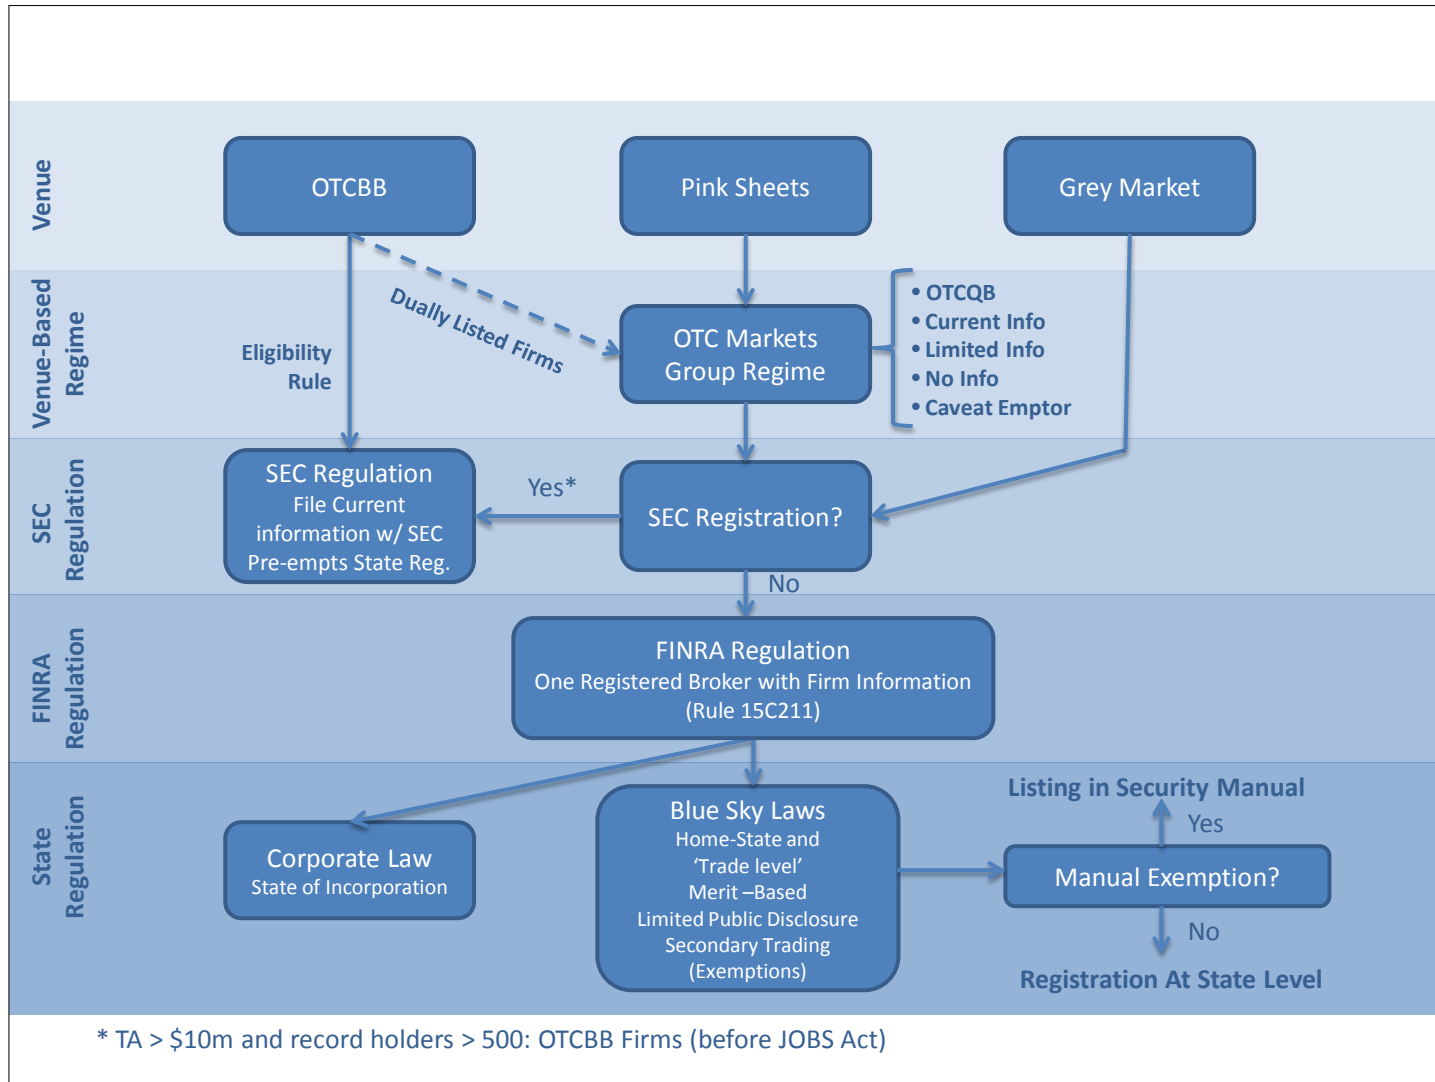 Venue
OTCBB
Pink Sheets
Grey Market
Venue-Based
Regime
Eligibility
Rule
Dually Listed Firms
OTC Markets
Group Regime
• OTCQB
• Current Info
• Limited Info
• No Info
• Caveat Emptor
SEC
Regulation
SEC Regulation
File Current
information w/ SEC
Pre-empts State Reg.
Yes*
SEC Registration?
No
FINRA
Regulation
FINRA Regulation
One Registered Broker with Firm Information
(Rule 15C211)
State
Regulation
Corporate Law
State of Incorporation
Blue Sky Laws
Home-State and
‘Trade level’
Merit –Based
Limited Public Disclosure
Secondary Trading
(Exemptions)
Listing in Security Manual
Yes
Manual Exemption?
No
Registration At State Level
* TA > $10m and record holders > 500: OTCBB Firms (before JOBS Act)